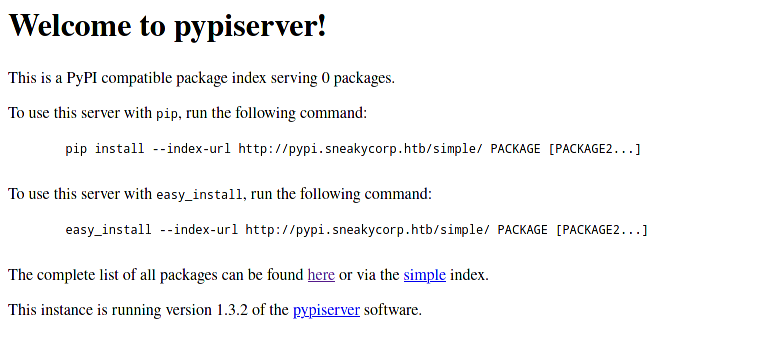 Welcome to pypiserver!
This is a PyPI compatible package index serving 0 packages.
To use this server with pip, run the following command:
pip install --index-url http://pypi.sneakycorp.htb/simple/ PACKAGE [PACKAGE2...]
To use this server with easy_install, run the following command:
easy_install --index-url http://pypi.sneakycorp.htb/simple/ PACKAGE [PACKAGE2...]
The complete list of all packages can be found here or via the simple index.
This instance is running version 1.3.2 of the pypiserver software.